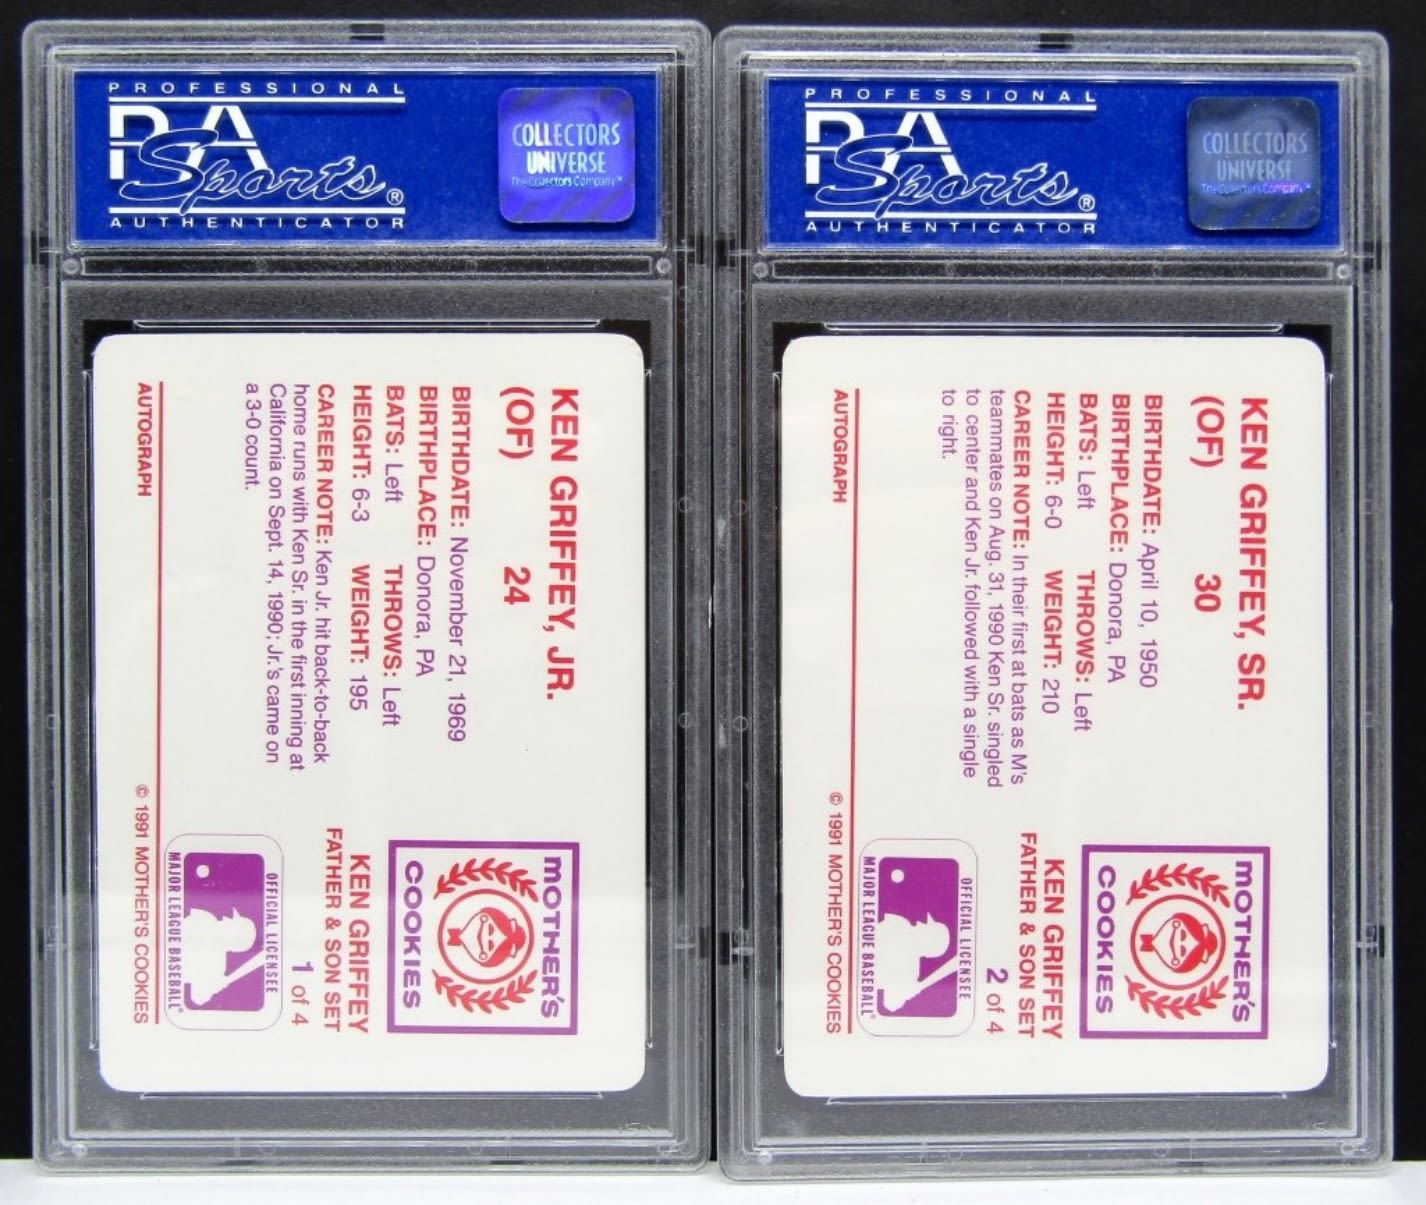 PROFESSIONAL
PSA
Sports®
AUTHENTICATOR
COLLECTORS
UNIVERSE
The Collectors Company™
KEN GRIFFEY, JR.
(OF) 24
BIRTHDATE: November 21, 1969
BIRTHPLACE: Donora, PA
BATS: Left THROWS: Left
HEIGHT: 6-3 WEIGHT: 195
CAREER NOTE: Ken Jr. hit back-to-back
home runs with Ken Sr. in the first inning at
California on Sept. 14, 1990; Jr.'s came on
a 3-0 count.
AUTOGRAPH
MOTHER'S
COOKIES
KEN GRIFFEY
FATHER & SON SET
1 of 4
OFFICIAL LICENSEE
MAJOR LEAGUE BASEBALL®
© 1991 MOTHER'S COOKIES
PROFESSIONAL
PSA
Sports®
AUTHENTICATOR
COLLECTORS
UNIVERSE
The Collectors Company™
KEN GRIFFEY, SR.
(OF) 30
BIRTHDATE: April 10, 1950
BIRTHPLACE: Donora, PA
BATS: Left THROWS: Left
HEIGHT: 6-0 WEIGHT: 210
CAREER NOTE: In their first at bats as M's
teammates on Aug. 31, 1990 Ken Sr. singled
to center and Ken Jr. followed with a single
to right.
AUTOGRAPH
MOTHER'S
COOKIES
KEN GRIFFEY
FATHER & SON SET
2 of 4
OFFICIAL LICENSEE
MAJOR LEAGUE BASEBALL®
© 1991 MOTHER'S COOKIES